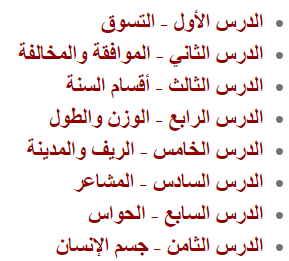 الدرس الأول - التسوق
الدرس الثاني - الموافقة والمخالفة
الدرس الثالث - أقسام السنة
الدرس الرابع - الوزن والطول
الدرس الخامس - الريف والمدينة
الدرس السادس - المشاعر
الدرس السابع - الحواس
الدرس الثامن - جسم الإنسان